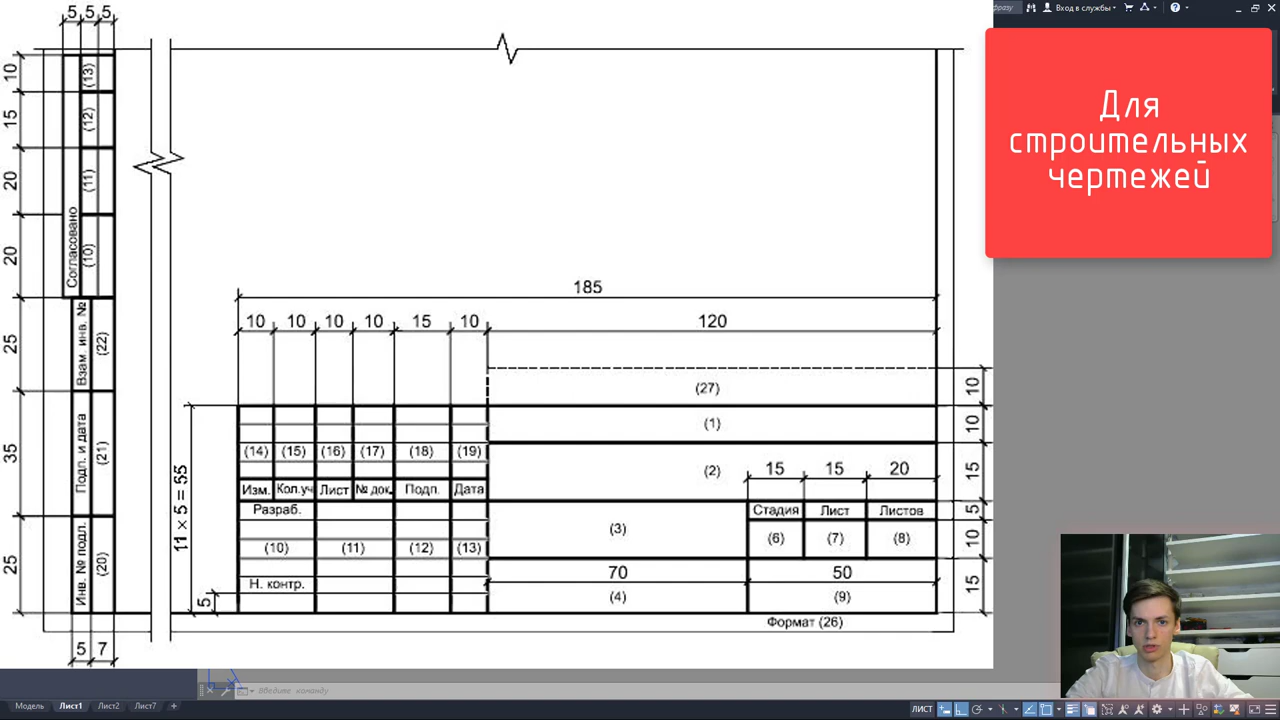 5 5 5
фразу
Вход в службы
?
Для
строительных
чертежей
10
15
20
20
25
35
25
(13)
(12)
(11)
(10)
Согласовано
Взам. инв. №
(22)
Подп. и дата
(21)
Инв. № подл.
(20)
5 7
185
10 10 10 10 15 10 120
(27)
10
(1)
10
(14) (15) (16) (17) (18) (19)
(2)
15 15 20
15
Изм. Кол.уч Лист № док. Подп. Дата
Стадия Лист Листов
5
Разраб.
(3)
(6) (7) (8)
10
(10) (11) (12) (13)
11 × 5 = 55
70 50
Н. контр.
(4) (9)
15
5
Формат (26)
Введите команду
Модель Лист1 Лист2 Лист7 +
ЛИСТ